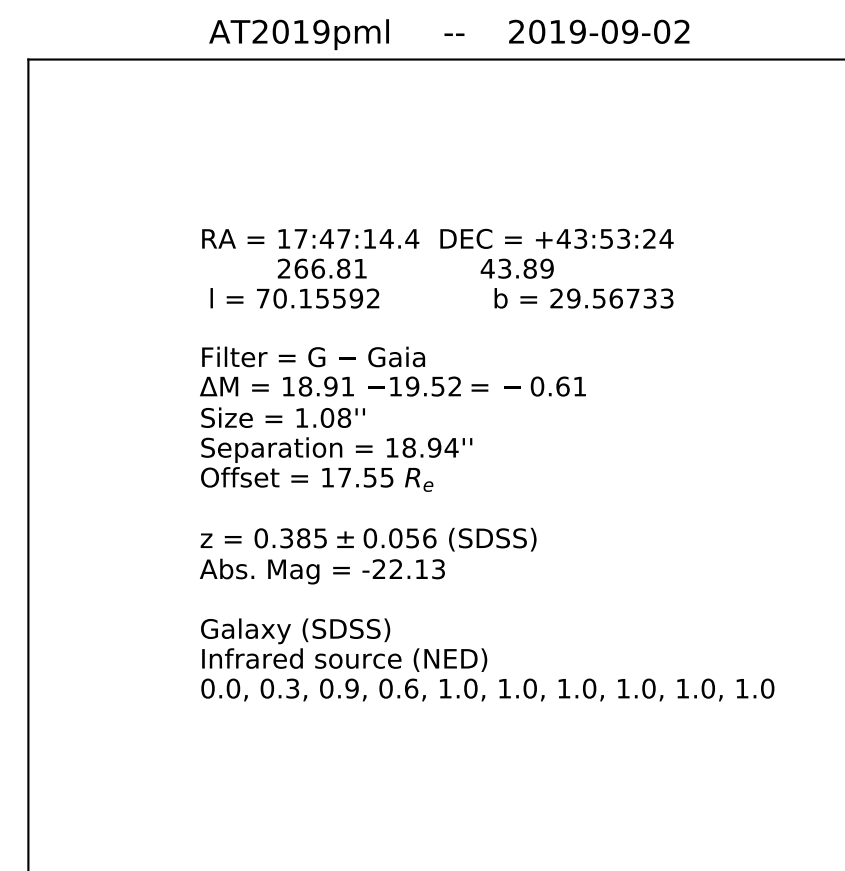 AT2019pml -- 2019-09-02
RA = 17:47:14.4 DEC = +43:53:24
266.81 43.89
l = 70.15592 b = 29.56733
Filter = G − Gaia
ΔM = 18.91 −19.52 = − 0.61
Size = 1.08''
Separation = 18.94''
Offset = 17.55 Rₑ
z = 0.385 ± 0.056 (SDSS)
Abs. Mag = -22.13
Galaxy (SDSS)
Infrared source (NED)
0.0, 0.3, 0.9, 0.6, 1.0, 1.0, 1.0, 1.0, 1.0, 1.0